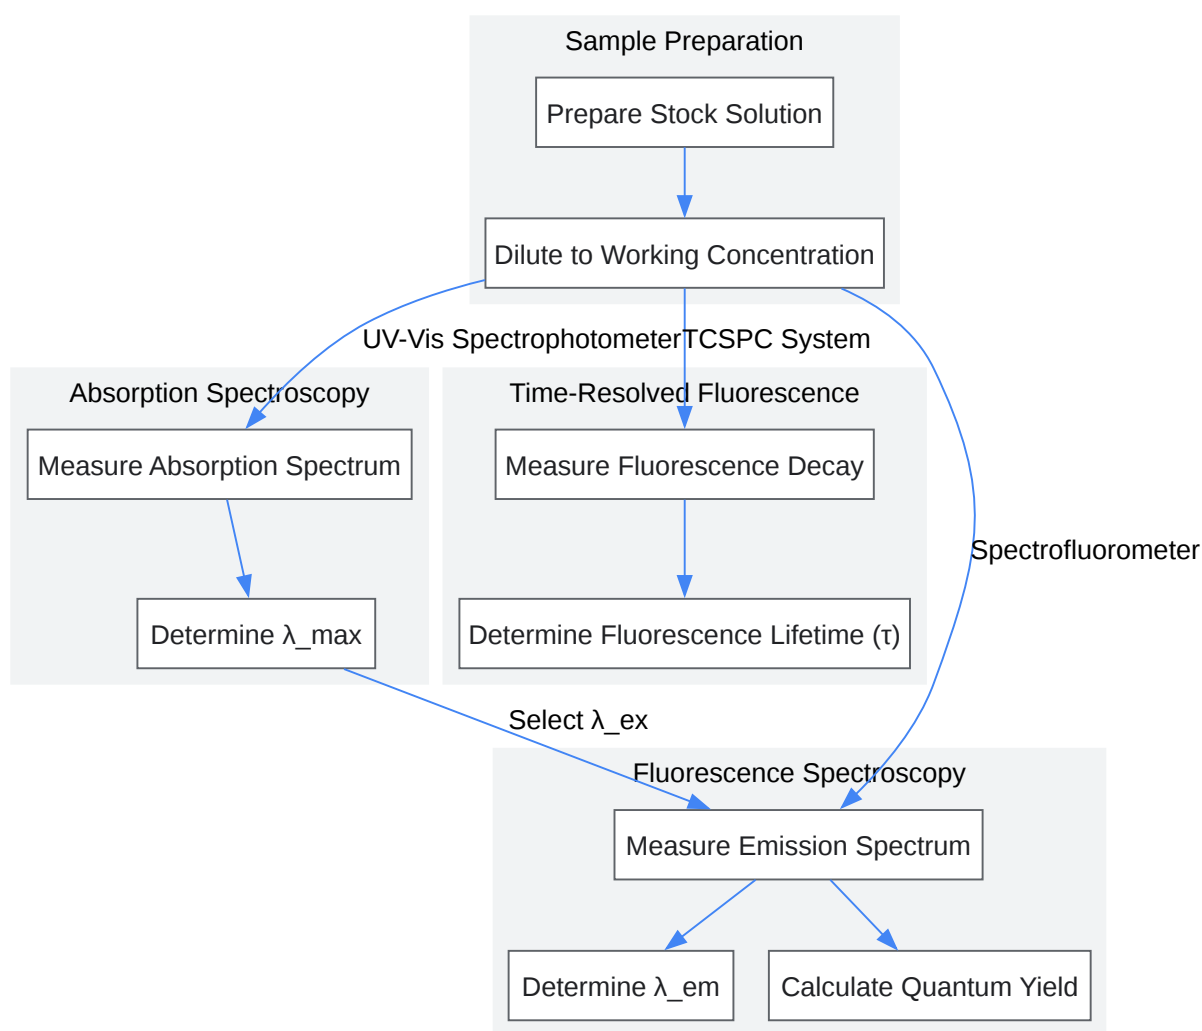 Sample Preparation
Prepare Stock Solution
Dilute to Working Concentration
UV-Vis Spectrophotometer
TCSPC System
Absorption Spectroscopy
Time-Resolved Fluorescence
Measure Absorption Spectrum
Measure Fluorescence Decay
Spectrofluorometer
Determine λ_max
Determine Fluorescence Lifetime (τ)
Select λ_ex
Fluorescence Spectroscopy
Measure Emission Spectrum
Determine λ_em
Calculate Quantum Yield